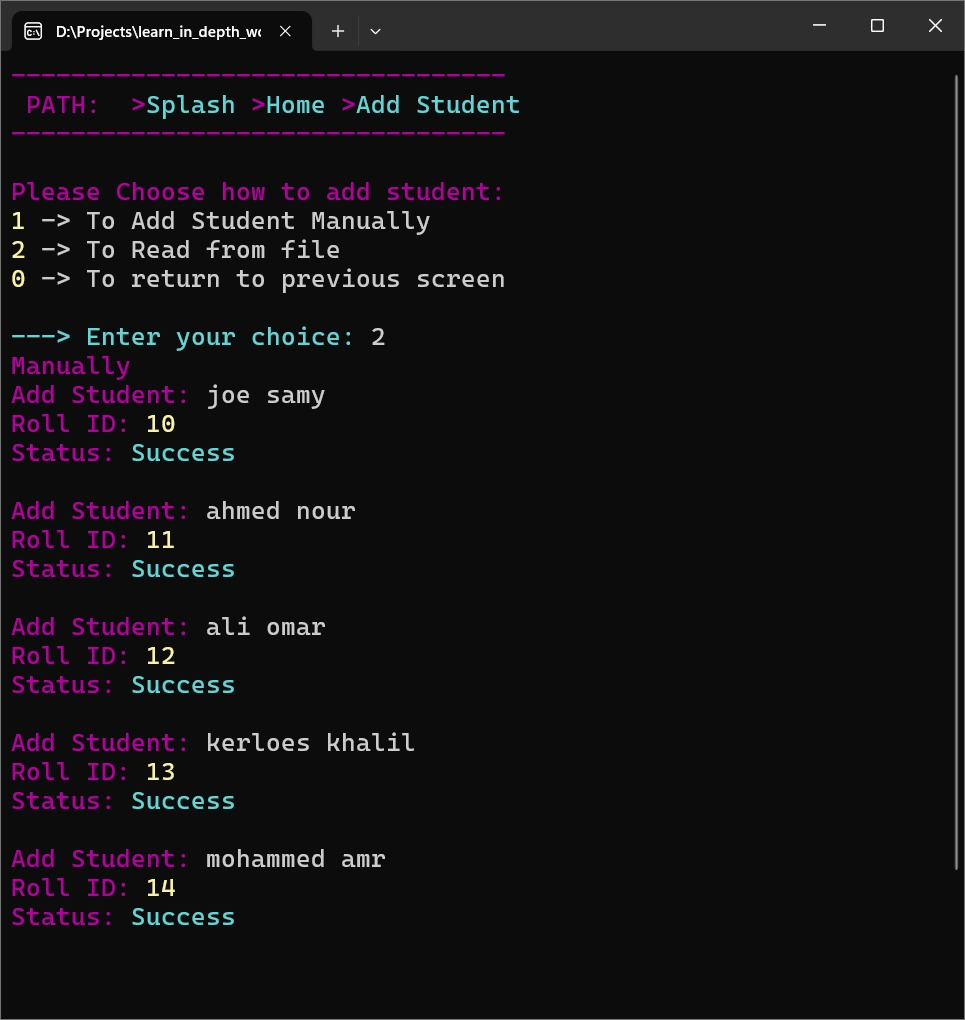 D:\Projects\learn_in_depth_wo
---------------------------------
PATH:  >Splash >Home >Add Student
---------------------------------
Please Choose how to add student:
1 -> To Add Student Manually
2 -> To Read from file
0 -> To return to previous screen
---> Enter your choice: 2
Manually
Add Student: joe samy
Roll ID: 10
Status: Success
Add Student: ahmed nour
Roll ID: 11
Status: Success
Add Student: ali omar
Roll ID: 12
Status: Success
Add Student: kerloes khalil
Roll ID: 13
Status: Success
Add Student: mohammed amr
Roll ID: 14
Status: Success